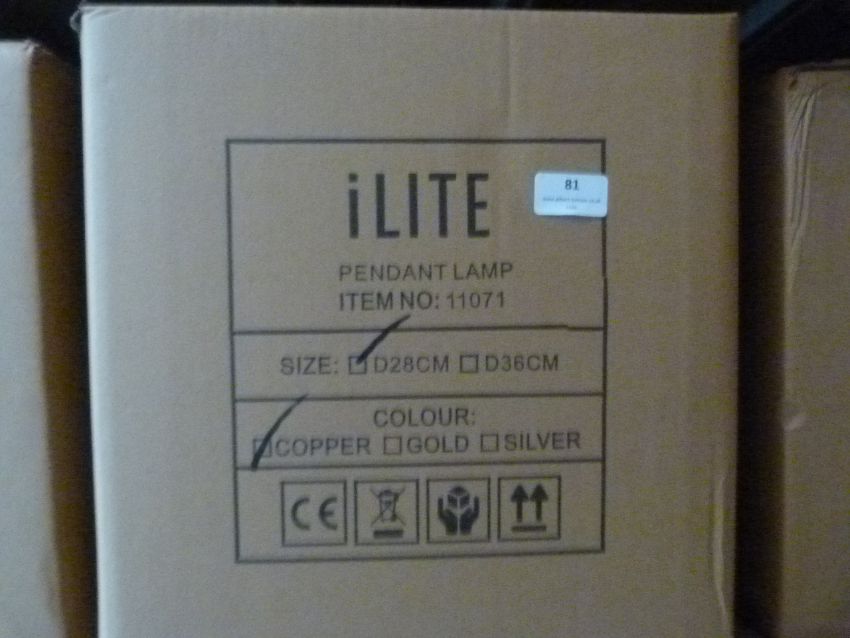 iLITE
81
PENDANT LAMP
ITEM NO: 11071
SIZE: ☑D28CM ☐D36CM
COLOUR:
☑COPPER ☐GOLD ☐SILVER
CE